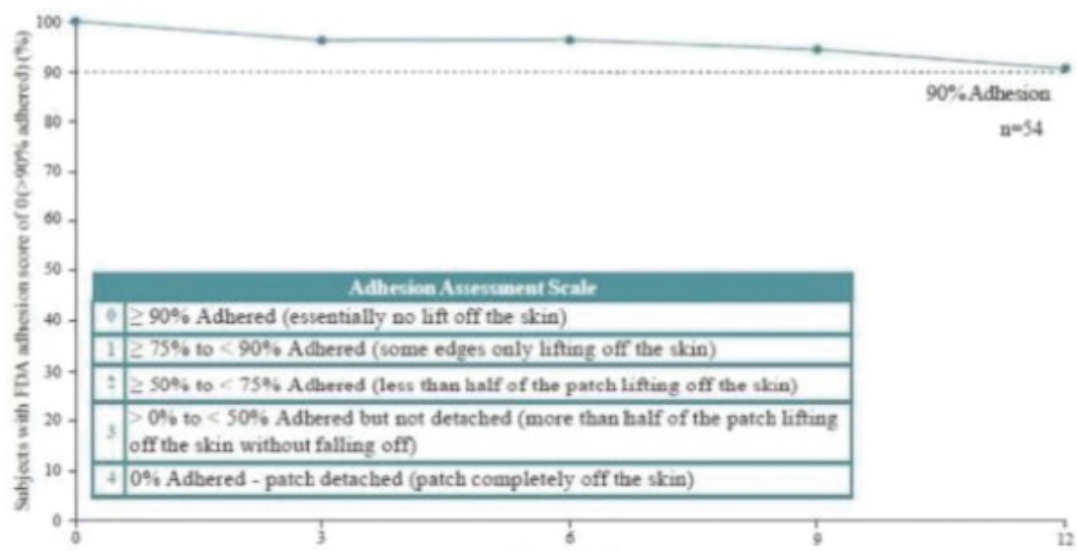 Subjects with FDA adhesion score of 0(>90% adhered) (%)
100
90
80
70
60
50
40
30
20
10
0
90% Adhesion
n=54
Adhesion Assessment Scale
0 ≥ 90% Adhered (essentially no lift off the skin)
1 ≥ 75% to < 90% Adhered (some edges only lifting off the skin)
2 ≥ 50% to < 75% Adhered (less than half of the patch lifting off the skin)
3 > 0% to < 50% Adhered but not detached (more than half of the patch lifting
off the skin without falling off)
4 0% Adhered - patch detached (patch completely off the skin)
0 3 6 9 12